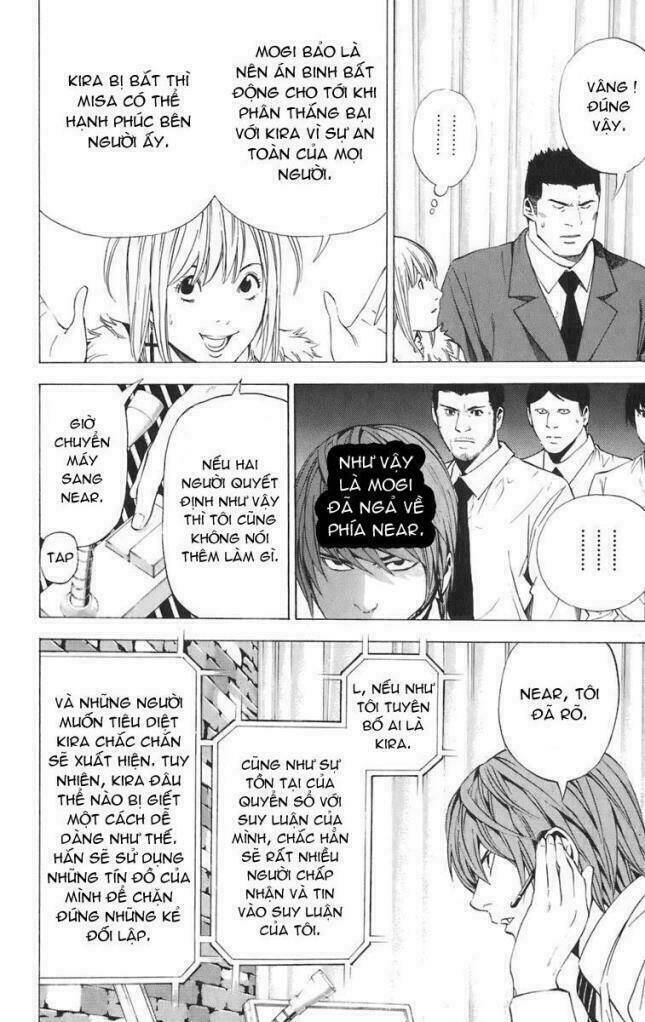 VÂNG !
ĐÚNG
VẬY.
......
MOGI BẢO LÀ
NÊN ÁN BINH BẤT
ĐỘNG CHO TỚI KHI
PHÂN THẮNG BẠI
VỚI KIRA VÌ SỰ AN
TOÀN CỦA MỌI
NGƯỜI.
KIRA BỊ BẮT THÌ
MISA CÓ THỂ
HẠNH PHÚC BÊN
NGƯỜI ẤY.
......
NHƯ VẬY
LÀ MOGI
ĐÃ NGẢ VỀ
PHÍA NEAR.
NẾU HAI
NGƯỜI QUYẾT
ĐỊNH NHƯ VẬY
THÌ TÔI CŨNG
KHÔNG NÓI
THÊM LÀM GÌ.
GIỜ
CHUYỂN
MÁY
SANG
NEAR.
TAP
NEAR, TÔI
ĐÃ RÕ.
L, NẾU NHƯ
TÔI TUYÊN
BỐ AI LÀ
KIRA.
CŨNG NHƯ SỰ
TỒN TẠI CỦA
QUYỂN SỔ VỚI
SUY LUẬN CỦA
MÌNH, CHẮC HẲN
SẼ RẤT NHIỀU
NGƯỜI CHẤP
NHẬN VÀ TIN
VÀO SUY LUẬN
CỦA TÔI.
VÀ NHỮNG NGƯỜI
MUỐN TIÊU DIỆT
KIRA CHẮC CHẮN
SẼ XUẤT HIỆN. TUY
NHIÊN, KIRA ĐÂU
THỂ NÀO BỊ GIẾT
MỘT CÁCH DỄ
DÀNG NHƯ THẾ.
HẮN SẼ SỬ DỤNG
NHỮNG TÍN ĐỒ CỦA
MÌNH ĐỂ CHẶN
ĐỨNG NHỮNG KẺ
ĐỐI LẬP.